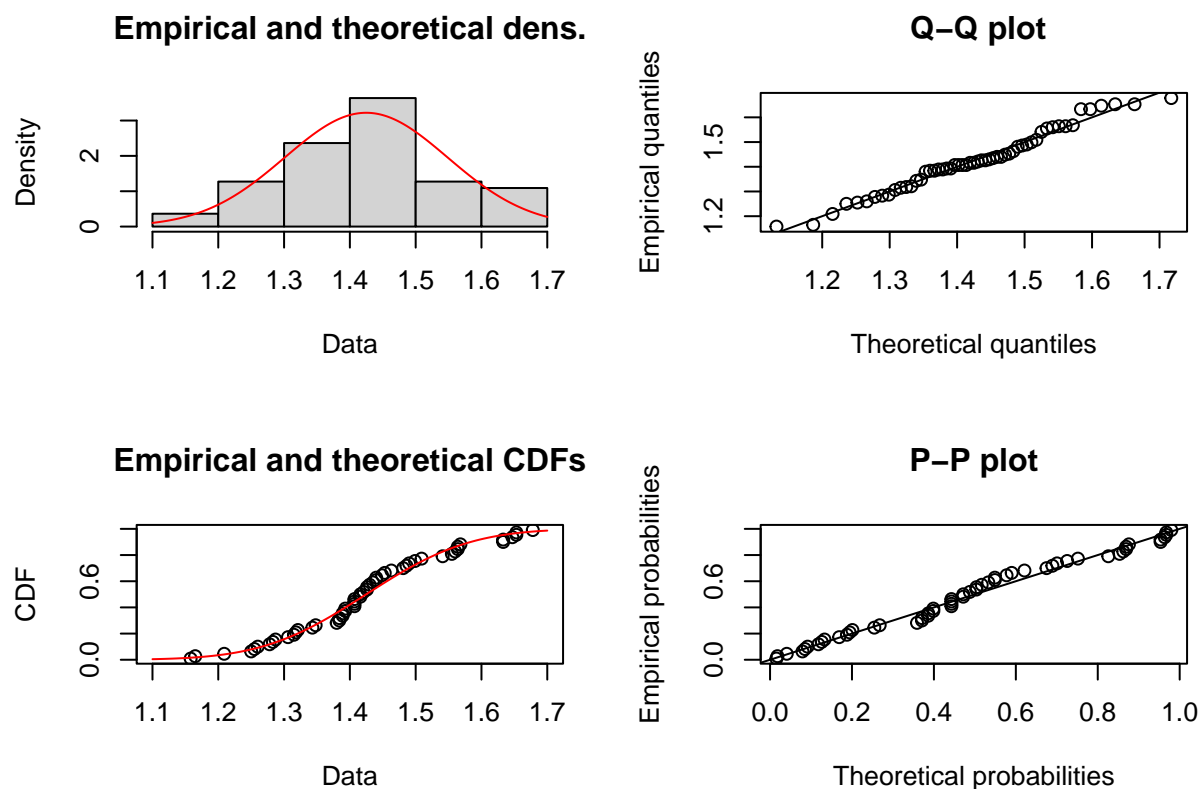 Empirical and theoretical dens.
Density
0
2
1.1 1.2 1.3 1.4 1.5 1.6 1.7
Data
Q−Q plot
Empirical quantiles
1.2
1.5
1.2 1.3 1.4 1.5 1.6 1.7
Theoretical quantiles
Empirical and theoretical CDFs
CDF
0.0
0.6
1.1 1.2 1.3 1.4 1.5 1.6 1.7
Data
P−P plot
Empirical probabilities
0.0
0.6
0.0 0.2 0.4 0.6 0.8 1.0
Theoretical probabilities